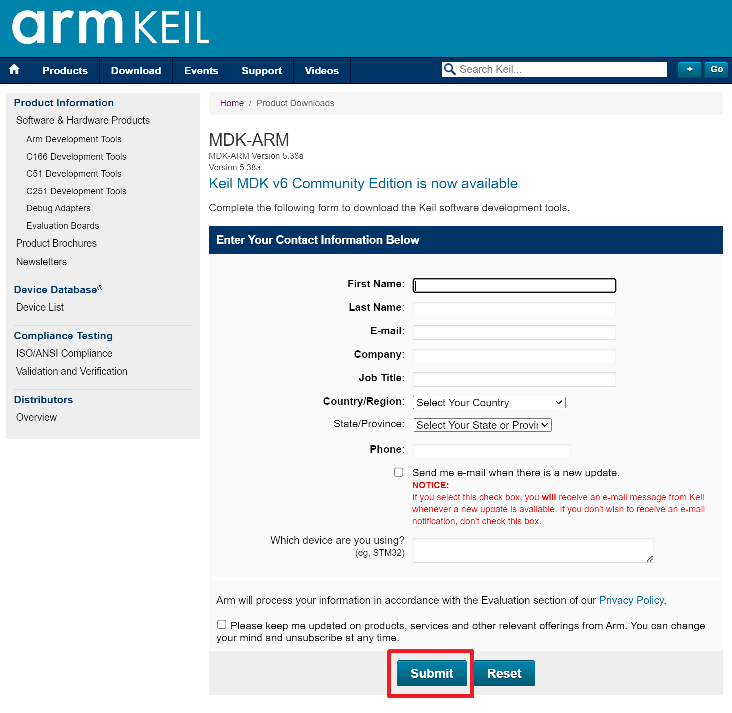 arm KEIL
Products
Download
Events
Support
Videos
Search Keil...
+
Go
Product Information
Software & Hardware Products
Arm Development Tools
C166 Development Tools
C51 Development Tools
C251 Development Tools
Debug Adapters
Evaluation Boards
Product Brochures
Newsletters
Device Database®
Device List
Compliance Testing
ISO/ANSI Compliance
Validation and Verification
Distributors
Overview
Home / Product Downloads
MDK-ARM
MDK-ARM Version 5.38a
Version 5.38a
Keil MDK v6 Community Edition is now available
Complete the following form to download the Keil software development tools.
Enter Your Contact Information Below
First Name:
Last Name:
E-mail:
Company:
Job Title:
Country/Region: Select Your Country
State/Province: Select Your State or Provin
Phone:
Send me e-mail when there is a new update.
NOTICE:
If you select this check box, you will receive an e-mail message from Keil
whenever a new update is available. If you don't wish to receive an e-mail
notification, don't check this box.
Which device are you using?
(eg, STM32)
Arm will process your information in accordance with the Evaluation section of our Privacy Policy.
Please keep me updated on products, services and other relevant offerings from Arm. You can change
your mind and unsubscribe at any time.
Submit
Reset